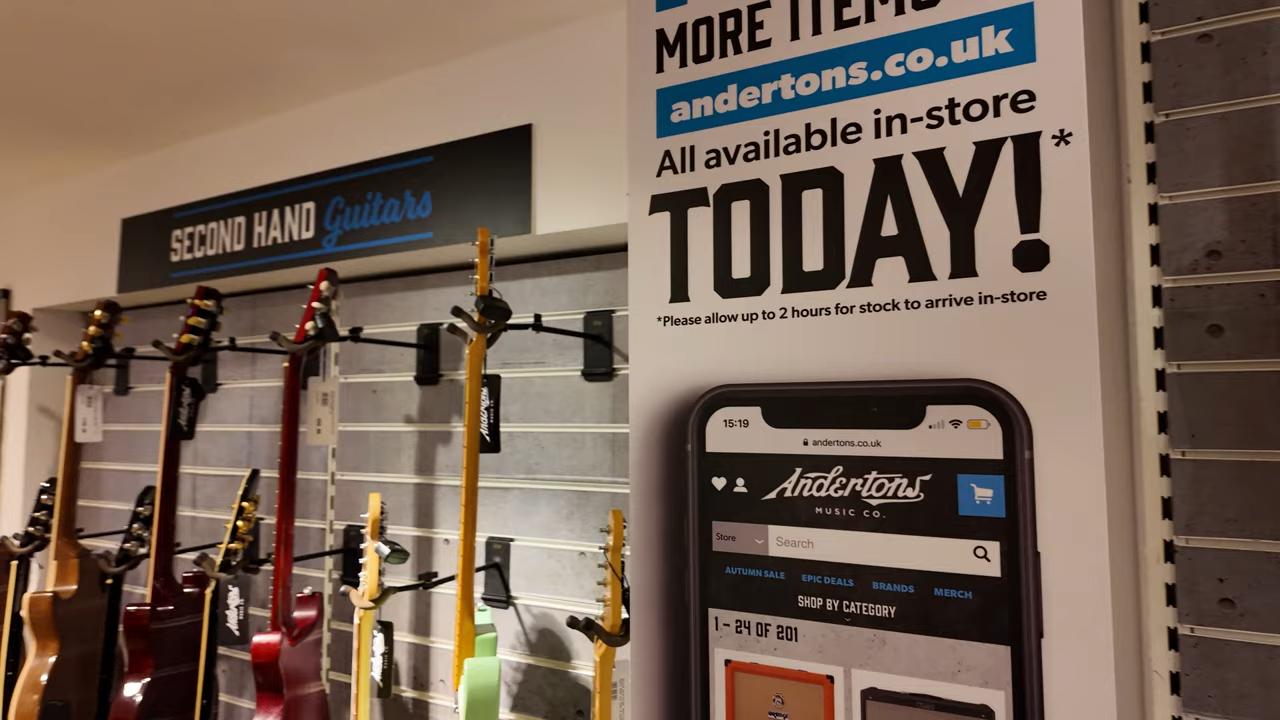 MORE ITEMS
andertons.co.uk
All available in-store
TODAY!*
*Please allow up to 2 hours for stock to arrive in-store
SECOND HAND Guitars
15:19
andertons.co.uk
Andertons
MUSIC CO.
Store
Search
AUTUMN SALE EPIC DEALS BRANDS MERCH
SHOP BY CATEGORY
1 - 24 OF 201
Andertons
Andertons